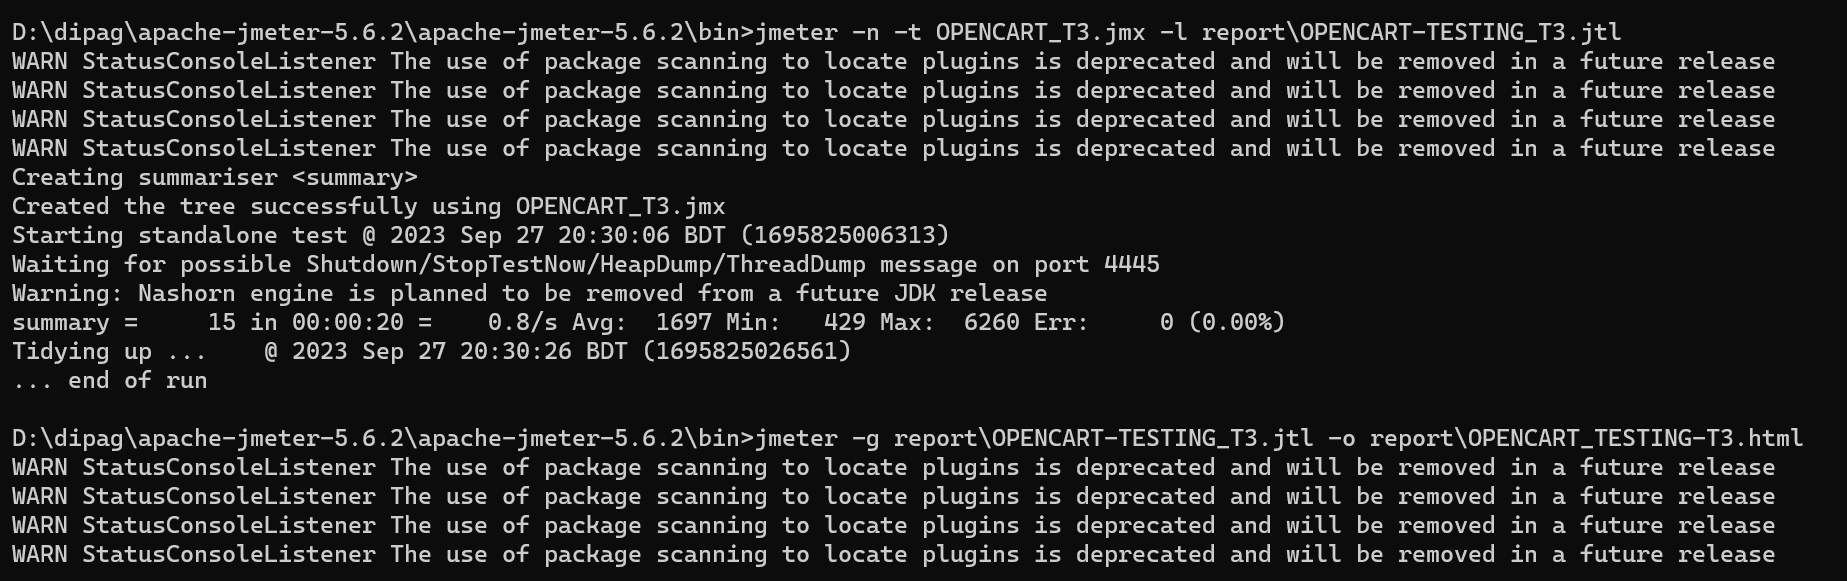 D:\dipag\apache-jmeter-5.6.2\apache-jmeter-5.6.2\bin>jmeter -n -t OPENCART_T3.jmx -l report\OPENCART-TESTING_T3.jtl
WARN StatusConsoleListener The use of package scanning to locate plugins is deprecated and will be removed in a future release
WARN StatusConsoleListener The use of package scanning to locate plugins is deprecated and will be removed in a future release
WARN StatusConsoleListener The use of package scanning to locate plugins is deprecated and will be removed in a future release
WARN StatusConsoleListener The use of package scanning to locate plugins is deprecated and will be removed in a future release
Creating summariser <summary>
Created the tree successfully using OPENCART_T3.jmx
Starting standalone test @ 2023 Sep 27 20:30:06 BDT (1695825006313)
Waiting for possible Shutdown/StopTestNow/HeapDump/ThreadDump message on port 4445
Warning: Nashorn engine is planned to be removed from a future JDK release
summary =     15 in 00:00:20 =    0.8/s Avg:  1697 Min:   429 Max:  6260 Err:     0 (0.00%)
Tidying up ...    @ 2023 Sep 27 20:30:26 BDT (1695825026561)
... end of run
D:\dipag\apache-jmeter-5.6.2\apache-jmeter-5.6.2\bin>jmeter -g report\OPENCART-TESTING_T3.jtl -o report\OPENCART_TESTING-T3.html
WARN StatusConsoleListener The use of package scanning to locate plugins is deprecated and will be removed in a future release
WARN StatusConsoleListener The use of package scanning to locate plugins is deprecated and will be removed in a future release
WARN StatusConsoleListener The use of package scanning to locate plugins is deprecated and will be removed in a future release
WARN StatusConsoleListener The use of package scanning to locate plugins is deprecated and will be removed in a future release